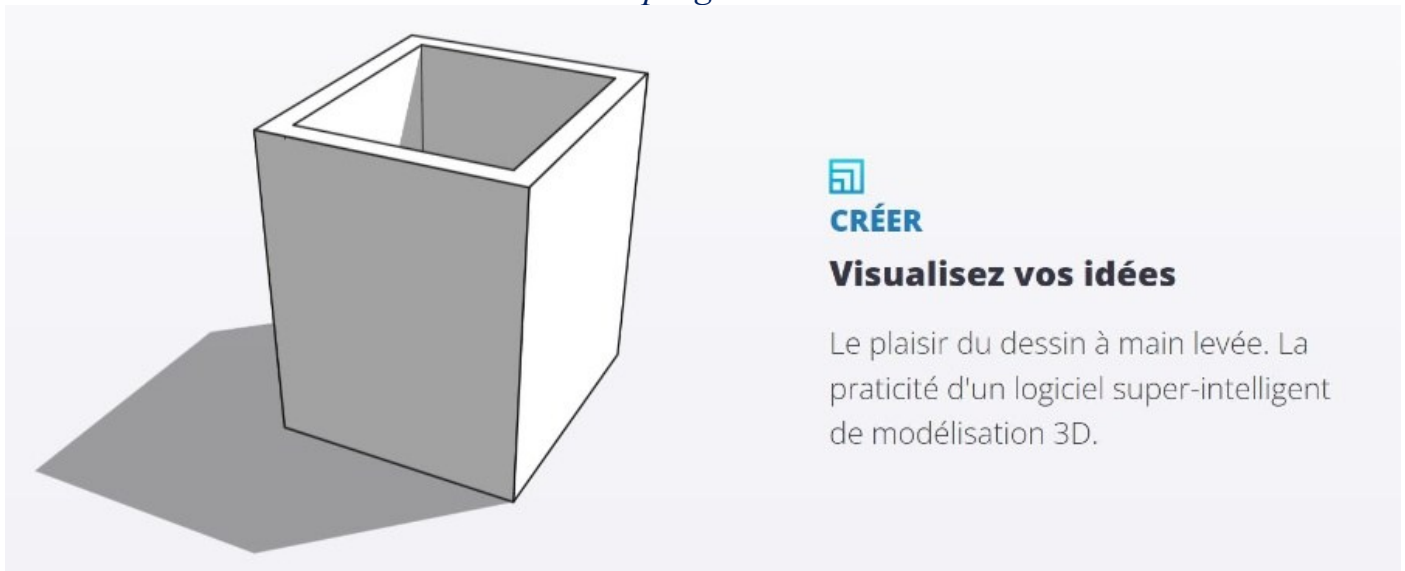 CRÉER
Visualisez vos idées
Le plaisir du dessin à main levée. La
praticité d'un logiciel super-intelligent
de modélisation 3D.